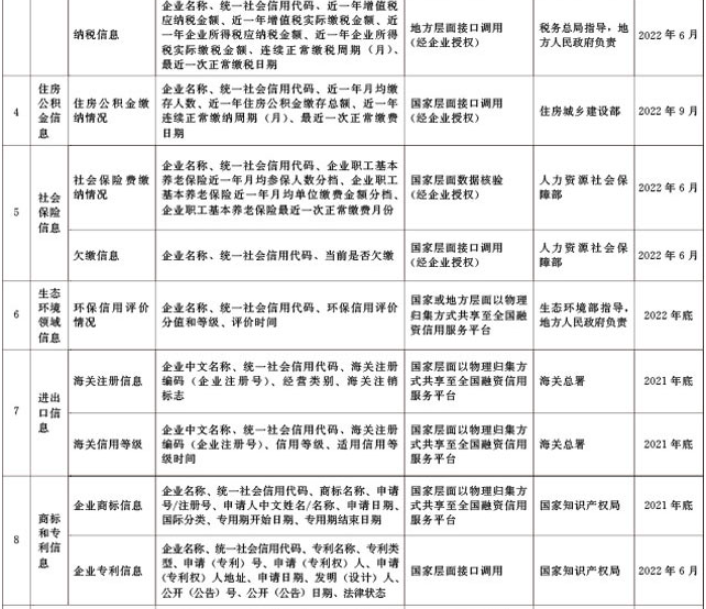 纳税信息
企业名称、统一社会信用代码、近一年增值税
应纳税金额、近一年增值税实际缴税金额、近
一年企业所得税应纳税金额、近一年企业所得
税实际缴税金额、连续正常缴税周期（月）、
最近一次正常缴税日期
地方层面接口调用
（经企业授权）
税务总局指导，地
方人民政府负责
2022 年 6 月
4
住房
公积
金信
息
住房公积金缴
纳情况
企业名称、统一社会信用代码、近一年月均缴
存人数、近一年住房公积金缴存总额、近一年
连续正常缴纳周期（月）、最近一次正常缴费
日期
国家层面接口调用
（经企业授权）
住房城乡建设部
2022 年 9 月
5
社会
保险
信息
社会保险费缴
纳情况
企业名称、统一社会信用代码、企业职工基本
养老保险近一年月均参保人数分档、企业职工
基本养老保险近一年月均单位缴费金额分档、
企业职工基本养老保险最近一次正常缴费月份
国家层面数据核验
（经企业授权）
人力资源社会保
障部
2022 年 6 月
欠缴信息
企业名称、统一社会信用代码、当前是否欠缴
国家层面接口调用
（经企业授权）
人力资源社会保
障部
2022 年 6 月
6
生态
环境
领域
信息
环保信用评价
情况
企业名称、统一社会信用代码、环保信用评价
分值和等级、评价时间
国家或地方层面以物理
归集方式共享至全国融
资信用服务平台
生态环境部指导，
地方人民政府负责
2022 年底
7
进出
口信
息
海关注册信息
企业中文名称、统一社会信用代码、海关注册
编码（企业注册号）、经营类别、海关注销
标志
国家层面以物理归集方
式共享至全国融资信用
服务平台
海关总署
2021 年底
海关信用等级
企业中文名称、统一社会信用代码、海关注册
编码（企业注册号）、信用等级、适用信用等
级时间
国家层面以物理归集方
式共享至全国融资信用
服务平台
海关总署
2021 年底
8
商标
和专
利信
息
企业商标信息
企业名称、统一社会信用代码、商标名称、申请
号/注册号、申请人中文姓名/名称、申请日期、
国际分类、专用期开始日期、专用期结束日期
国家层面以物理归集方
式共享至全国融资信用
服务平台
国家知识产权局
2021 年底
企业专利信息
企业名称、统一社会信用代码、专利名称、专利类
型、申请（专利）号、申请（专利权）人、申请
(专利权）人地址、申请日期、发明（设计）人、
公开（公告）号、公开（公告）日期、法律状态
国家层面接口调用
国家知识产权局
2022 年 6 月